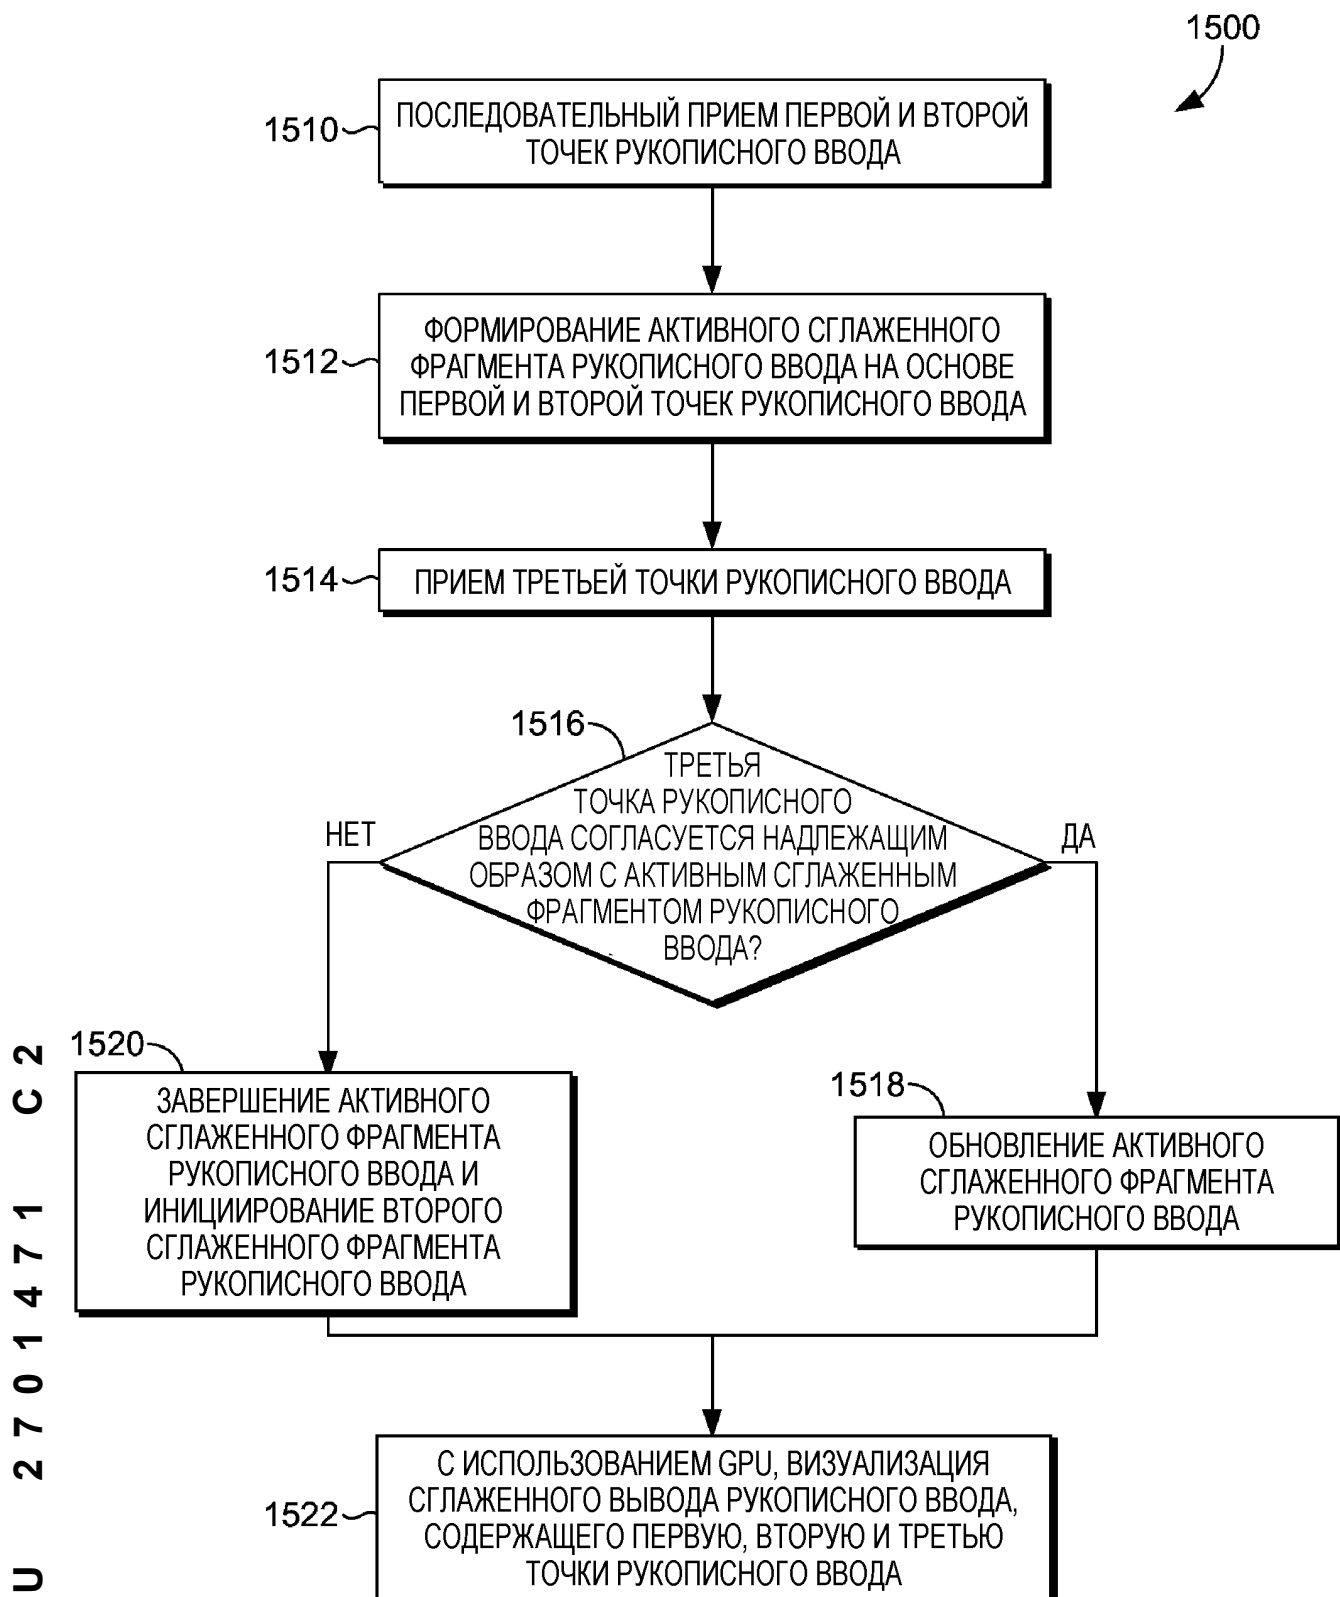 1500
1510
ПОСЛЕДОВАТЕЛЬНЫЙ ПРИЕМ ПЕРВОЙ И ВТОРОЙ
ТОЧЕК РУКОПИСНОГО ВВОДА
1512
ФОРМИРОВАНИЕ АКТИВНОГО СГЛАЖЕННОГО
ФРАГМЕНТА РУКОПИСНОГО ВВОДА НА ОСНОВЕ
ПЕРВОЙ И ВТОРОЙ ТОЧЕК РУКОПИСНОГО ВВОДА
1514
ПРИЕМ ТРЕТЬЕЙ ТОЧКИ РУКОПИСНОГО ВВОДА
1516
ТРЕТЬЯ
ТОЧКА РУКОПИСНОГО
ВВОДА СОГЛАСУЕТСЯ НАДЛЕЖАЩИМ
ОБРАЗОМ С АКТИВНЫМ СГЛАЖЕННЫМ
ФРАГМЕНТОМ РУКОПИСНОГО
ВВОДА?
НЕТ
ДА
1520
ЗАВЕРШЕНИЕ АКТИВНОГО
СГЛАЖЕННОГО ФРАГМЕНТА
РУКОПИСНОГО ВВОДА И
ИНИЦИИРОВАНИЕ ВТОРОГО
СГЛАЖЕННОГО ФРАГМЕНТА
РУКОПИСНОГО ВВОДА
1518
ОБНОВЛЕНИЕ АКТИВНОГО
СГЛАЖЕННОГО ФРАГМЕНТА
РУКОПИСНОГО ВВОДА
1522
С ИСПОЛЬЗОВАНИЕМ GPU, ВИЗУАЛИЗАЦИЯ
СГЛАЖЕННОГО ВЫВОДА РУКОПИСНОГО ВВОДА,
СОДЕРЖАЩЕГО ПЕРВУЮ, ВТОРУЮ И ТРЕТЬЮ
ТОЧКИ РУКОПИСНОГО ВВОДА
U 2701471 C2